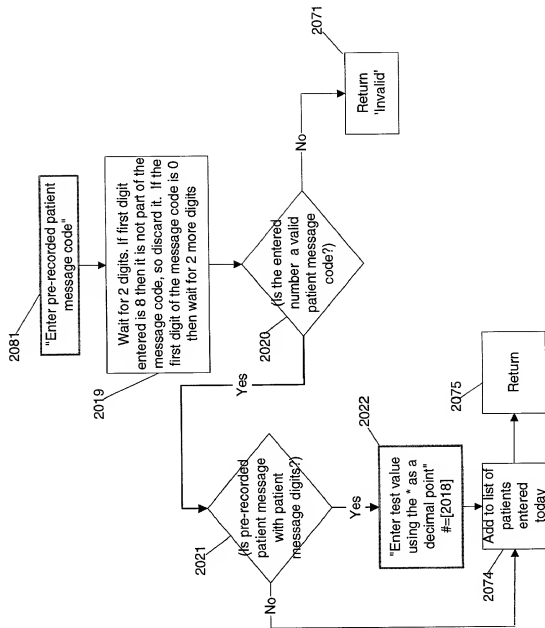 2081
"Enter pre-recorded patient
message code"
2019
Wait for 2 digits. If first digit
entered is 8 then it is not part of the
message code, so discard it. If the
first digit of the message code is 0
then wait for 2 more digits
2020
(Is the entered
number a valid
patient message
code?)
No
2071
Return
'Invalid'
Yes
2021
(Is pre-recorded
patient message
with patient
message digits?)
Yes
2022
"Enter test value
using the * as a
decimal point"
#=[2018]
No
2074
Add to list of
patients
entered
today
2075
Return